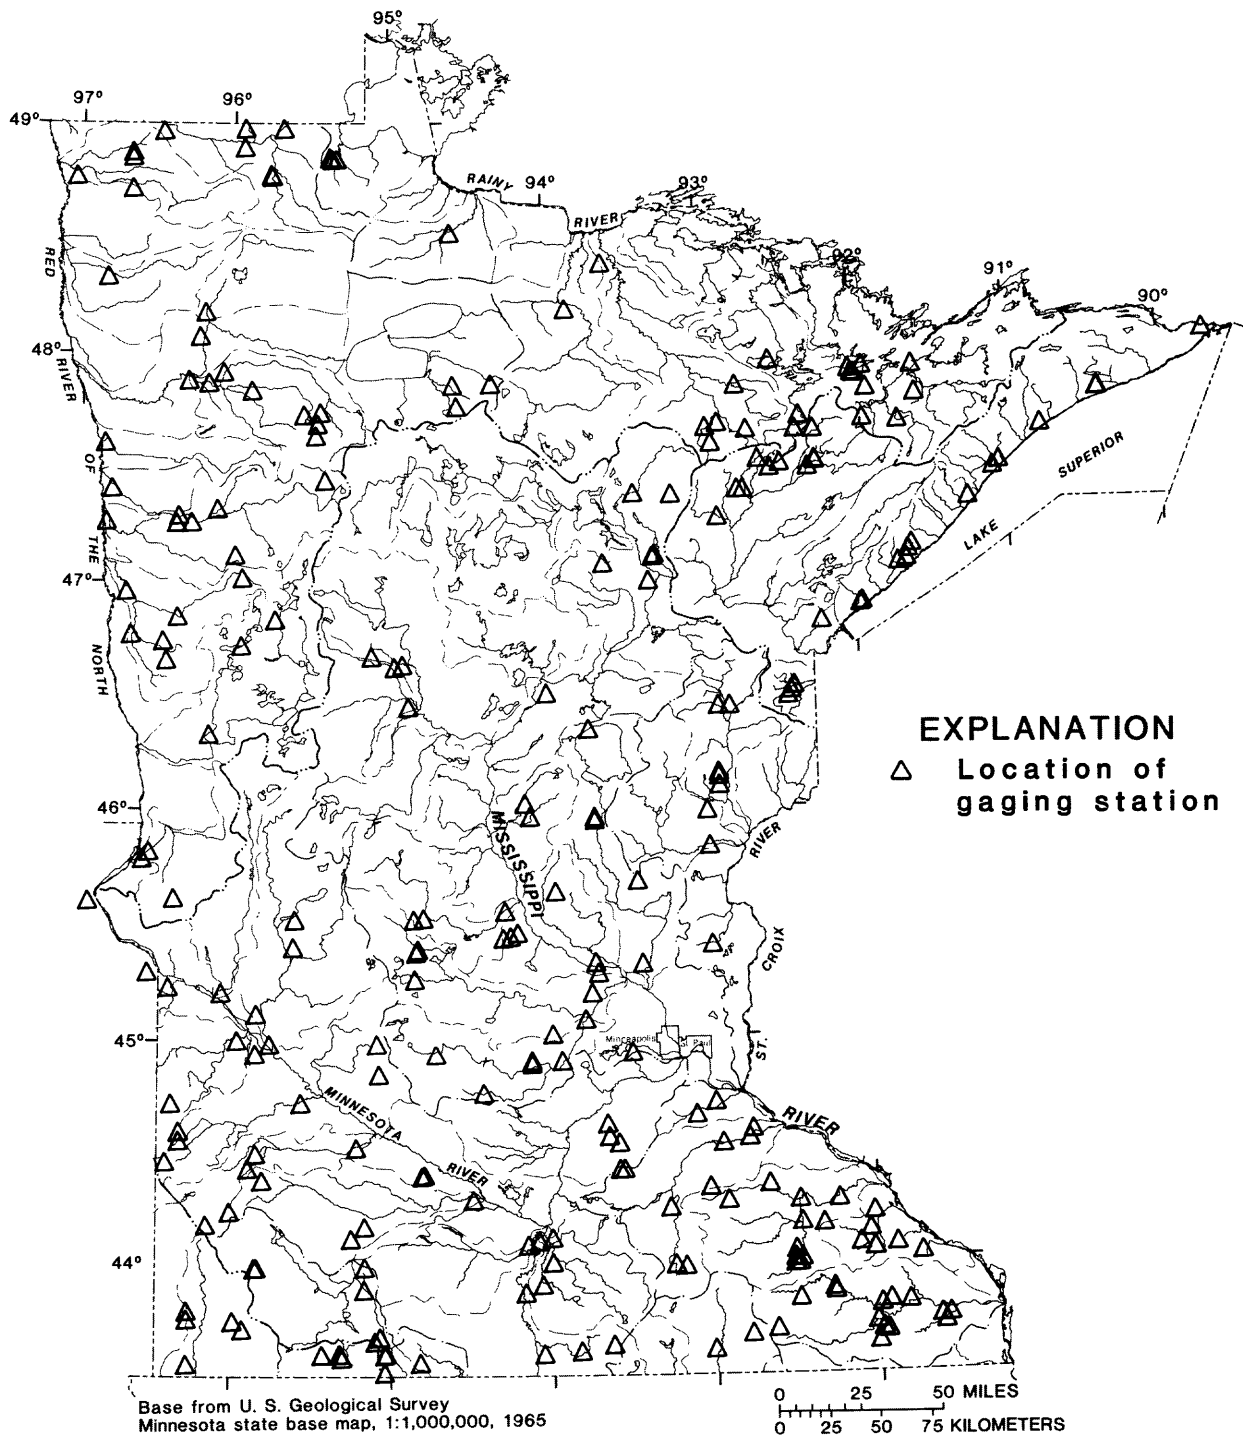 95°
97°
96°
49°
RAINY
94°
93°
RIVER
RED
92°
91°
90°
48°
RIVER
OF
SUPERIOR
THE
LAKE
47°
NORTH
EXPLANATION
Location of
gaging station
46°
MISSISSIPPI
RIVER
CROIX
45°
Minneapolis
St. Paul
ST.
MINNESOTA
RIVER
RIVER
44°
Base from U. S. Geological Survey
Minnesota state base map, 1:1,000,000, 1965
0 25 50 MILES
0 25 50 75 KILOMETERS